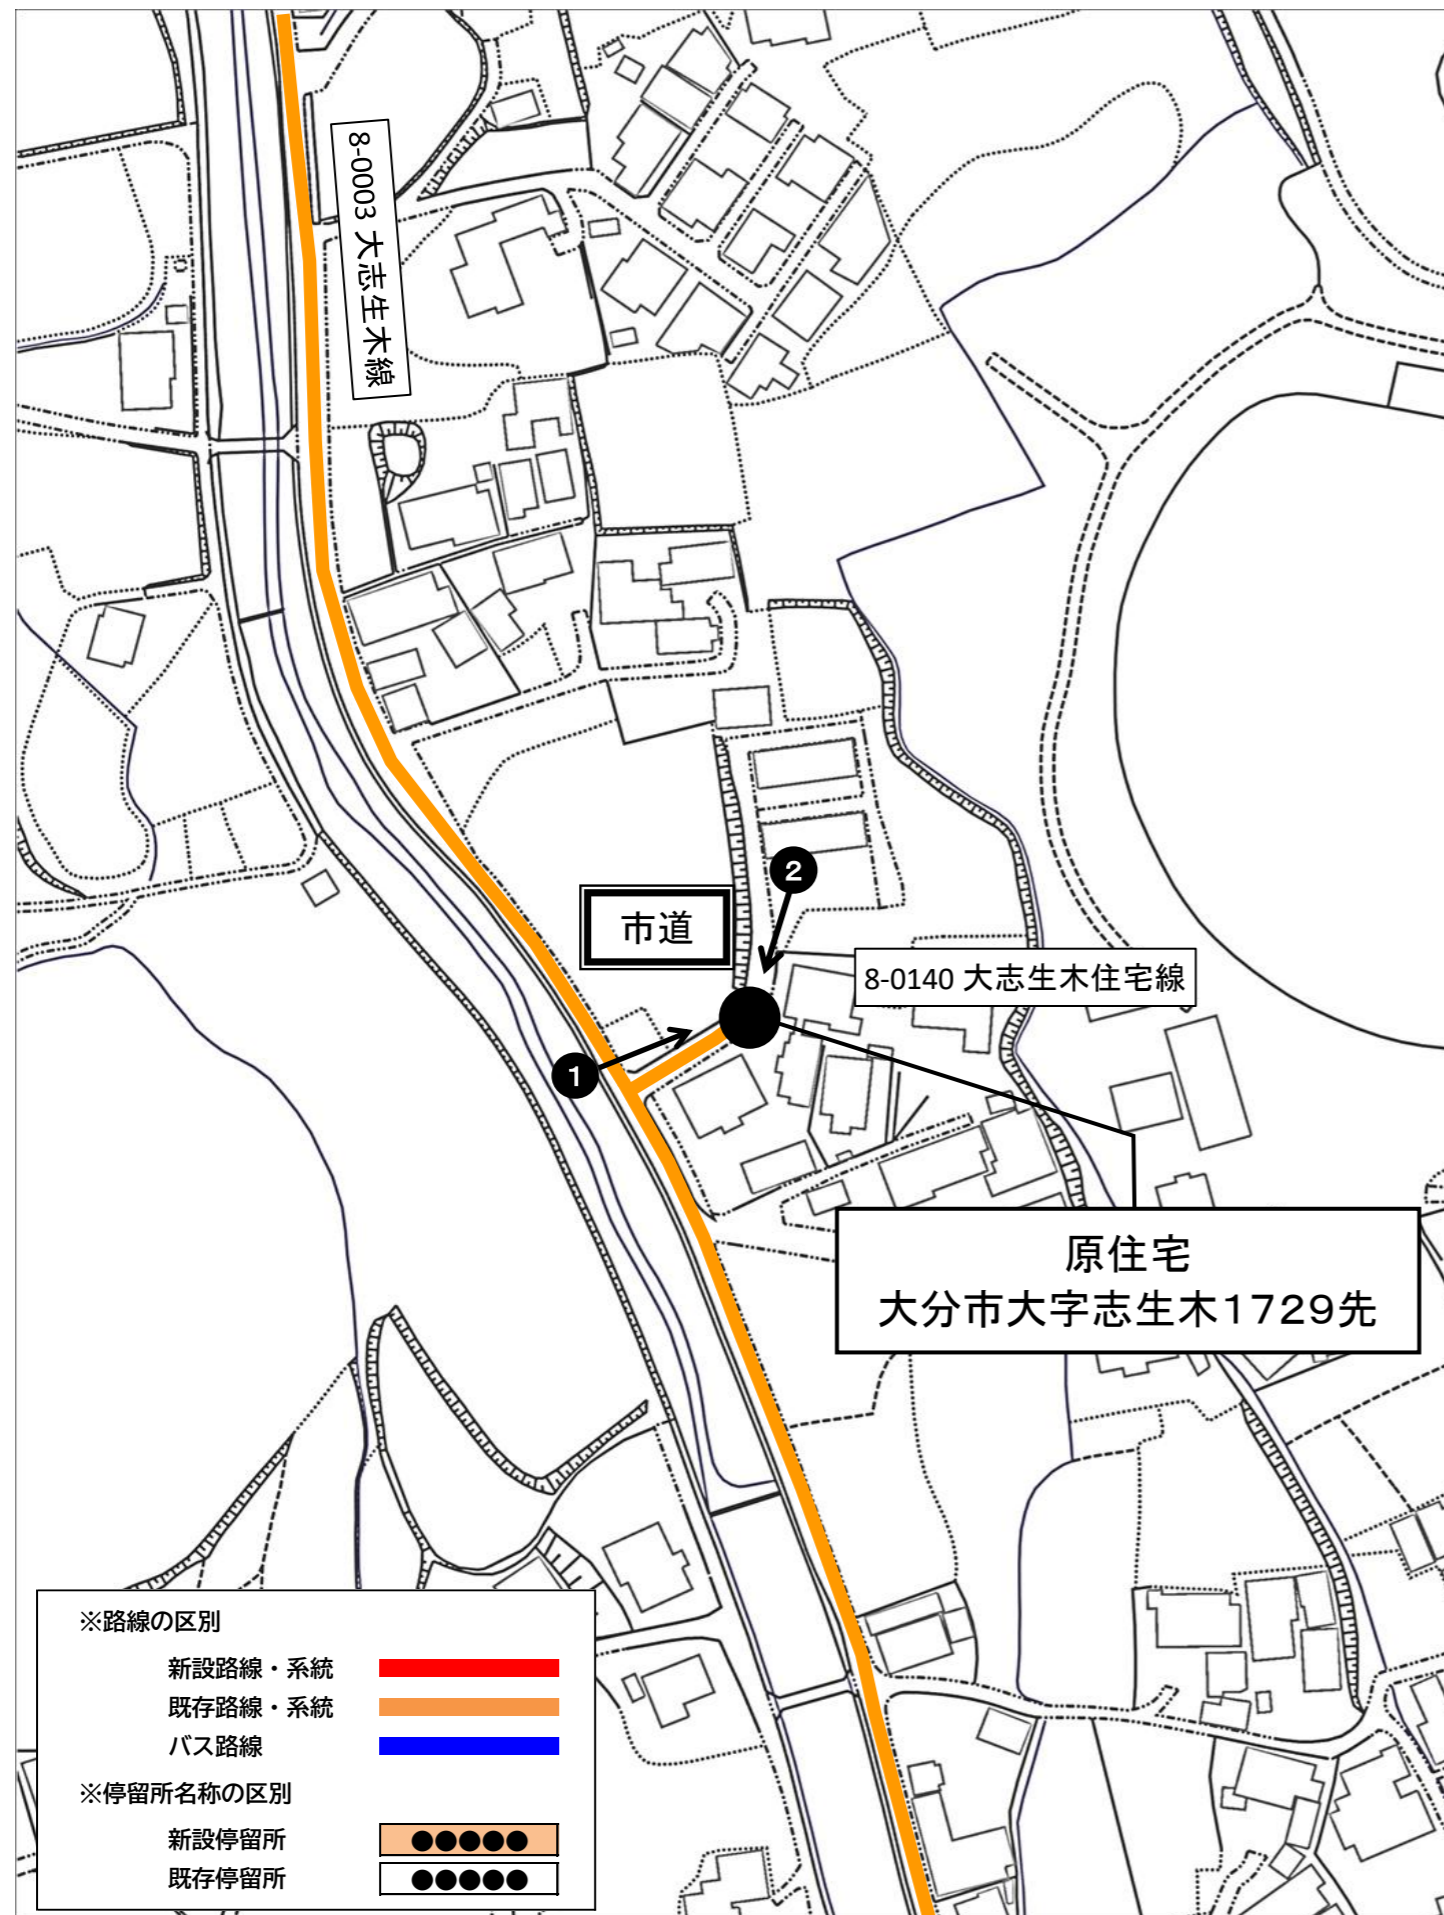 8-0003 大志生木線
2
市道
8-0140 大志生木住宅線
1
原住宅
大分市大字志生木1729先
※路線の区別
新設路線・系統
既存路線・系統
バス路線
※停留所名称の区別
新設停留所 ●●●●●
既存停留所 ●●●●●